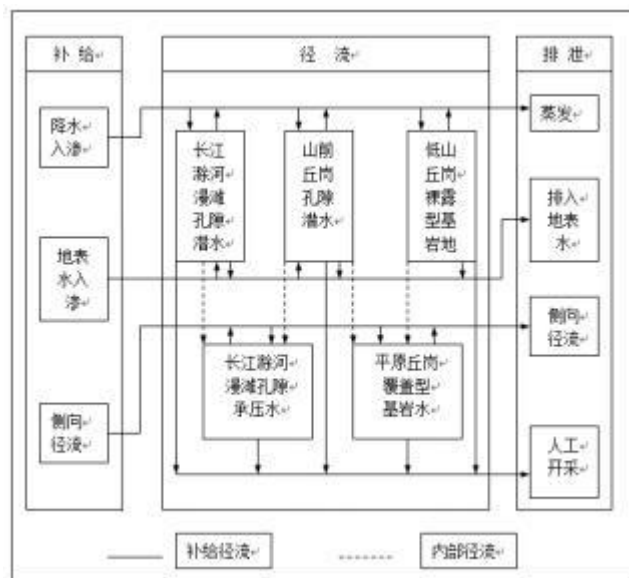 补 给
径 流
排 泄
降水
入渗
长江
滁河
漫滩
孔隙
潜水
山前
丘岗
孔隙
潜水
低山
丘岗
裸露
型基
岩地
蒸发
地表
水入
渗
排入
地表
水
侧向
径流
长江滁河
漫滩孔隙
承压水
平原丘岗
覆盖型
基岩水
侧向
径流
人工
开采
补给径流
内部径流